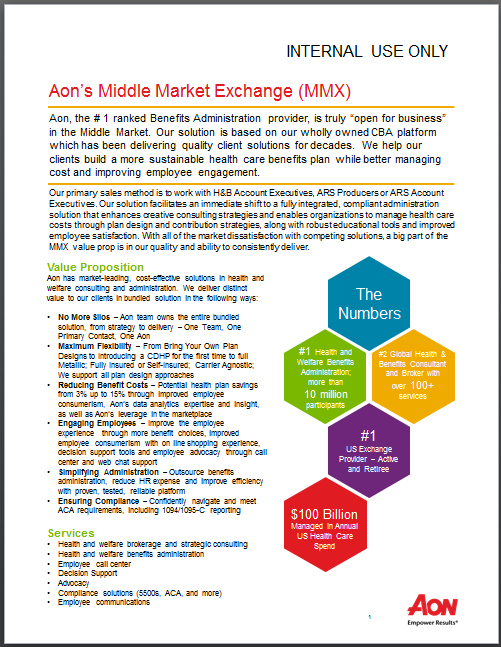 INTERNAL USE ONLY
Aon's Middle Market Exchange (MMX)
Aon, the # 1 ranked Benefits Administration provider, is truly "open for business"
in the Middle Market. Our solution is based on our wholly owned CBA platform
which has been delivering quality client solutions for decades. We help our
clients build a more sustainable health care benefits plan while better managing
cost and improving employee engagement.
Our primary sales method is to work with H&B Account Executives, ARS Producers or ARS Account
Executives. Our solution facilitates an immediate shift to a fully integrated, compliant administration
solution that enhances creative consulting strategies and enables organizations to manage health care
costs through plan design and contribution strategies, along with robust educational tools and improved
employee satisfaction. With all of the market dissatisfaction with competing solutions, a big part of the
MMX value prop is in our quality and ability to consistently deliver.
Value Proposition
Aon has market-leading, cost-effective solutions in health and
welfare consulting and administration. We deliver distinct
value to our clients in bundled solution in the following ways:
• No More Silos – Aon team owns the entire bundled
solution, from strategy to delivery – One Team, One
Primary Contact, One Aon
• Maximum Flexibility – From Bring Your Own Plan
Designs to introducing a CDHP for the first time to full
Metallic; Fully Insured or Self-Insured; Carrier Agnostic;
We support all plan design approaches
• Reducing Benefit Costs – Potential health plan savings
from 3% up to 15% through improved employee
consumerism, Aon's data analytics expertise and insight,
as well as Aon's leverage in the marketplace
• Engaging Employees – Improve the employee
experience through more benefit choices, improved
employee consumerism with on line shopping experience,
decision support tools and employee advocacy through call
center and web chat support
• Simplifying Administration – Outsource benefits
administration, reduce HR expense and improve efficiency
with proven, tested, reliable platform
• Ensuring Compliance – Confidently navigate and meet
ACA requirements, including 1094/1095-C reporting
Services
• Health and welfare brokerage and strategic consulting
• Health and welfare benefits administration
• Employee call center
• Decision Support
• Advocacy
• Compliance solutions (5500s, ACA, and more)
• Employee communications
The
Numbers
#1 Health and
Welfare Benefits
Administration;
more than
10 million
participants
#2 Global Health &
Benefits Consultant
and Broker with
over 100+
services
#1
US Exchange
Provider – Active
and Retiree
$100 Billion
Managed in Annual
US Health Care
Spend
1
AON
Empower Results®